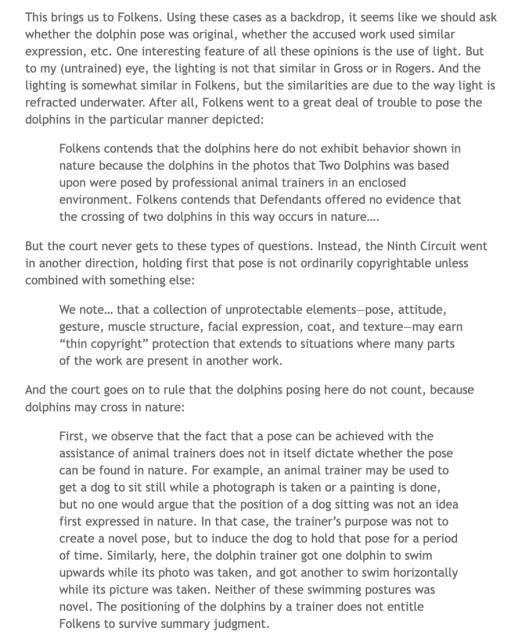 This brings us to Folkens. Using these cases as a backdrop, it seems like we should ask
whether the dolphin pose was original, whether the accused work used similar
expression, etc. One interesting feature of all these opinions is the use of light. But
to my (untrained) eye, the lighting is not that similar in Gross or in Rogers. And the
lighting is somewhat similar in Folkens, but the similarities are due to the way light is
refracted underwater. After all, Folkens went to a great deal of trouble to pose the
dolphins in the particular manner depicted:
Folkens contends that the dolphins here do not exhibit behavior shown in
nature because the dolphins in the photos that Two Dolphins was based
upon were posed by professional animal trainers in an enclosed
environment. Folkens contends that Defendants offered no evidence that
the crossing of two dolphins in this way occurs in nature….
But the court never gets to these types of questions. Instead, the Ninth Circuit went
in another direction, holding first that pose is not ordinarily copyrightable unless
combined with something else:
We note… that a collection of unprotectable elements—pose, attitude,
gesture, muscle structure, facial expression, coat, and texture—may earn
“thin copyright” protection that extends to situations where many parts
of the work are present in another work.
And the court goes on to rule that the dolphins posing here do not count, because
dolphins may cross in nature:
First, we observe that the fact that a pose can be achieved with the
assistance of animal trainers does not in itself dictate whether the pose
can be found in nature. For example, an animal trainer may be used to
get a dog to sit still while a photograph is taken or a painting is done,
but no one would argue that the position of a dog sitting was not an idea
first expressed in nature. In that case, the trainer’s purpose was not to
create a novel pose, but to induce the dog to hold that pose for a period
of time. Similarly, here, the dolphin trainer got one dolphin to swim
upwards while its photo was taken, and got another to swim horizontally
while its picture was taken. Neither of these swimming postures was
novel. The positioning of the dolphins by a trainer does not entitle
Folkens to survive summary judgment.